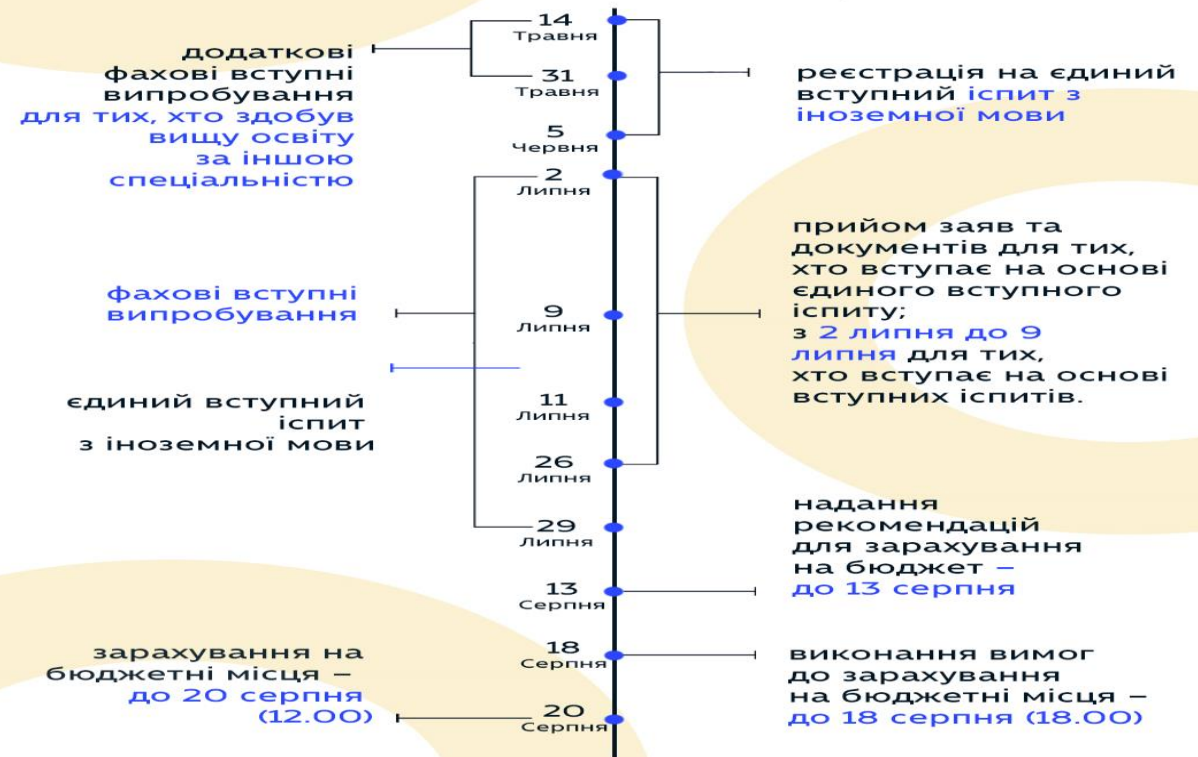 14
Травня
31
Травня
5
Червня
2
Липня
9
Липня
11
Липня
26
Липня
29
Липня
13
Серпня
18
Серпня
20
Серпня
додаткові
фахові вступні
випробування
для тих, хто здобув
вищу освіту
за іншою
спеціальністю
реєстрація на єдиний
вступний іспит з
іноземної мови
фахові вступні
випробування
прийом заяв та
документів для тих,
хто вступає на основі
єдиного вступного
іспиту;
з 2 липня до 9
липня для тих,
хто вступає на основі
вступних іспитів.
єдиний вступний
іспит
з іноземної мови
надання
рекомендацій
для зарахування
на бюджет –
до 13 серпня
зарахування на
бюджетні місця –
до 20 серпня
(12.00)
виконання вимог
до зарахування
на бюджетні місця –
до 18 серпня (18.00)